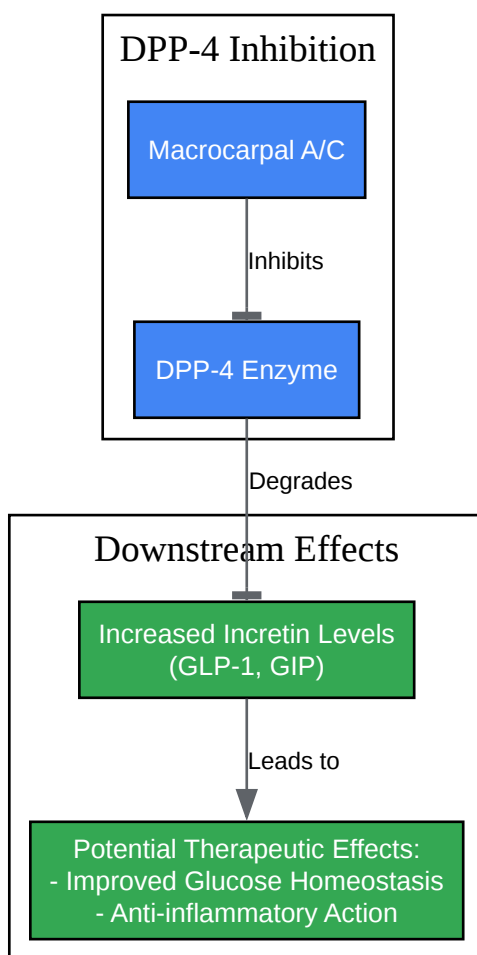 DPP-4 Inhibition
Macrocarpal A/C
Inhibits
DPP-4 Enzyme
Degrades
Downstream Effects
Increased Incretin Levels
(GLP-1, GIP)
Leads to
Potential Therapeutic Effects:
- Improved Glucose Homeostasis
- Anti-inflammatory Action